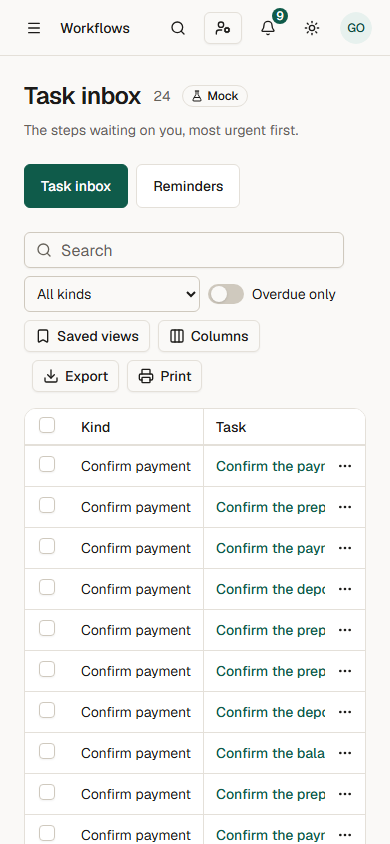 Workflows
9
GO
Task inbox 24 Mock
The steps waiting on you, most urgent first.
Task inbox Reminders
Search
All kinds Overdue only
Saved views Columns
Export Print
Kind Task
Confirm payment Confirm the payr
Confirm payment Confirm the prep
Confirm payment Confirm the payr
Confirm payment Confirm the depo
Confirm payment Confirm the prep
Confirm payment Confirm the prep
Confirm payment Confirm the depo
Confirm payment Confirm the bala
Confirm payment Confirm the prep
Confirm payment Confirm the payr